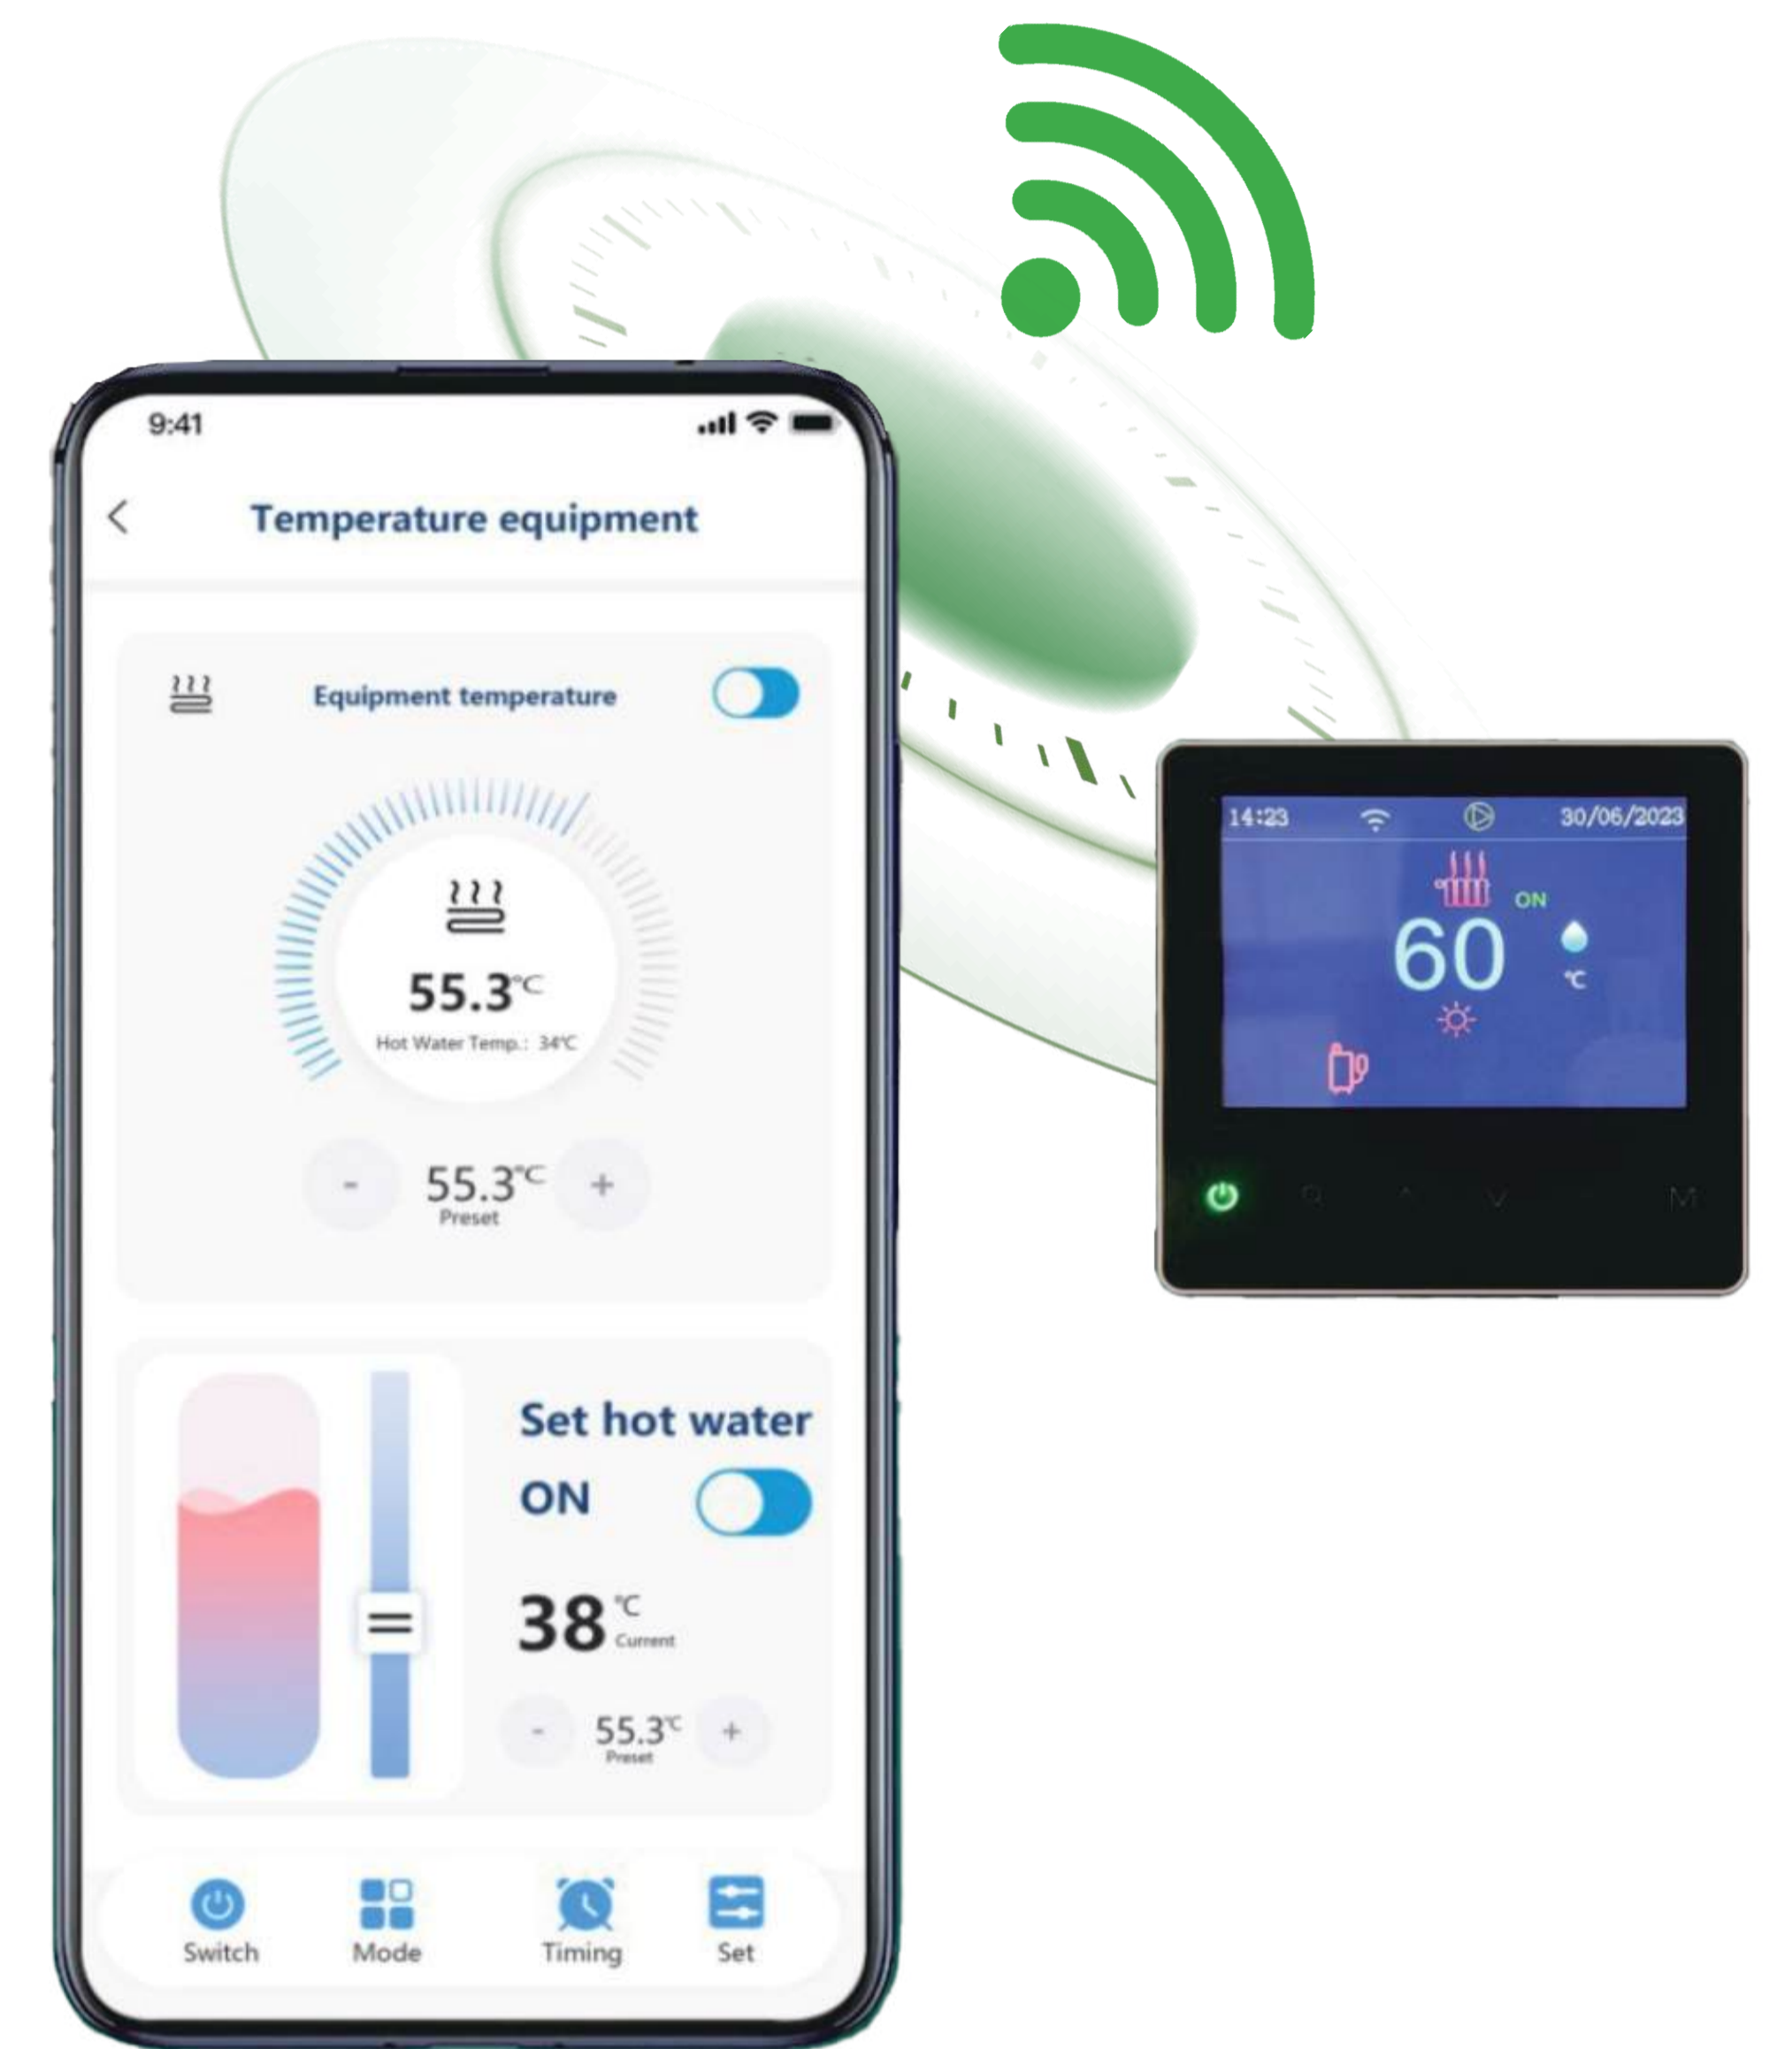 9:41
Temperature equipment
Equipment temperature
55.3℃
Hot Water Temp.: 34℃
- 55.3℃ +
Preset
Set hot water
ON
38 ℃
Current
- 55.3℃ +
Preset
Switch Mode Timing Set
14:23 30/06/2023
ON
60
℃
M